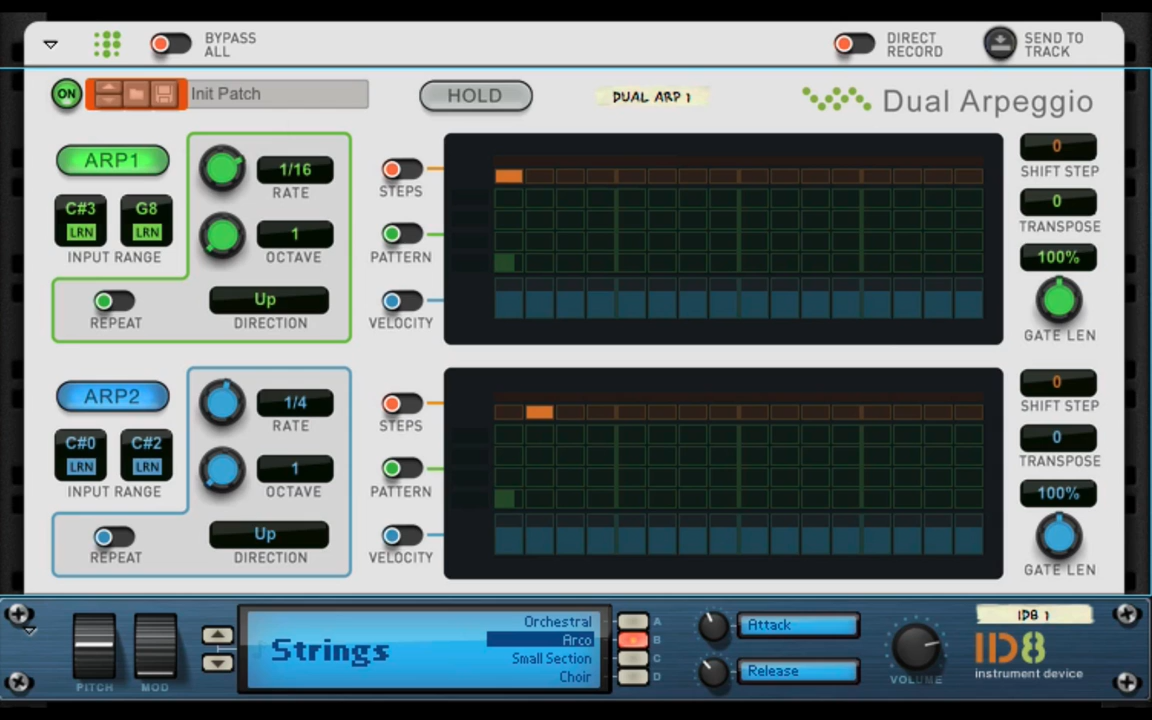 BYPASS ALL
DIRECT RECORD
SEND TO TRACK
ON
Init Patch
HOLD
DUAL ARP 1
Dual Arpeggio
ARP1
1/16
RATE
C#3
G8
LRN
LRN
INPUT RANGE
1
OCTAVE
REPEAT
Up
DIRECTION
STEPS
PATTERN
VELOCITY
0
SHIFT STEP
0
TRANSPOSE
100%
GATE LEN
ARP2
1/4
RATE
C#0
C#2
LRN
LRN
INPUT RANGE
1
OCTAVE
REPEAT
Up
DIRECTION
STEPS
PATTERN
VELOCITY
0
SHIFT STEP
0
TRANSPOSE
100%
GATE LEN
PITCH
MOD
Strings
Orchestral
Arco
Small Section
Choir
A
B
C
D
Attack
Release
VOLUME
ID8 1
ID8
instrument device